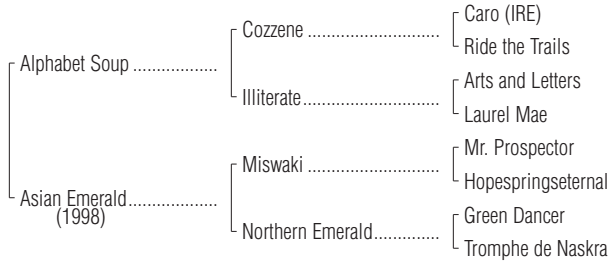 Caro (IRE)
Cozzene ..............................
Ride the Trails
Alphabet Soup ...................
Arts and Letters
Illiterate...............................
Laurel Mae
Mr. Prospector
Miswaki ..............................
Hopespringseternal
Asian Emerald....................
(1998)
Green Dancer
Northern Emerald...............
Tromphe de Naskra